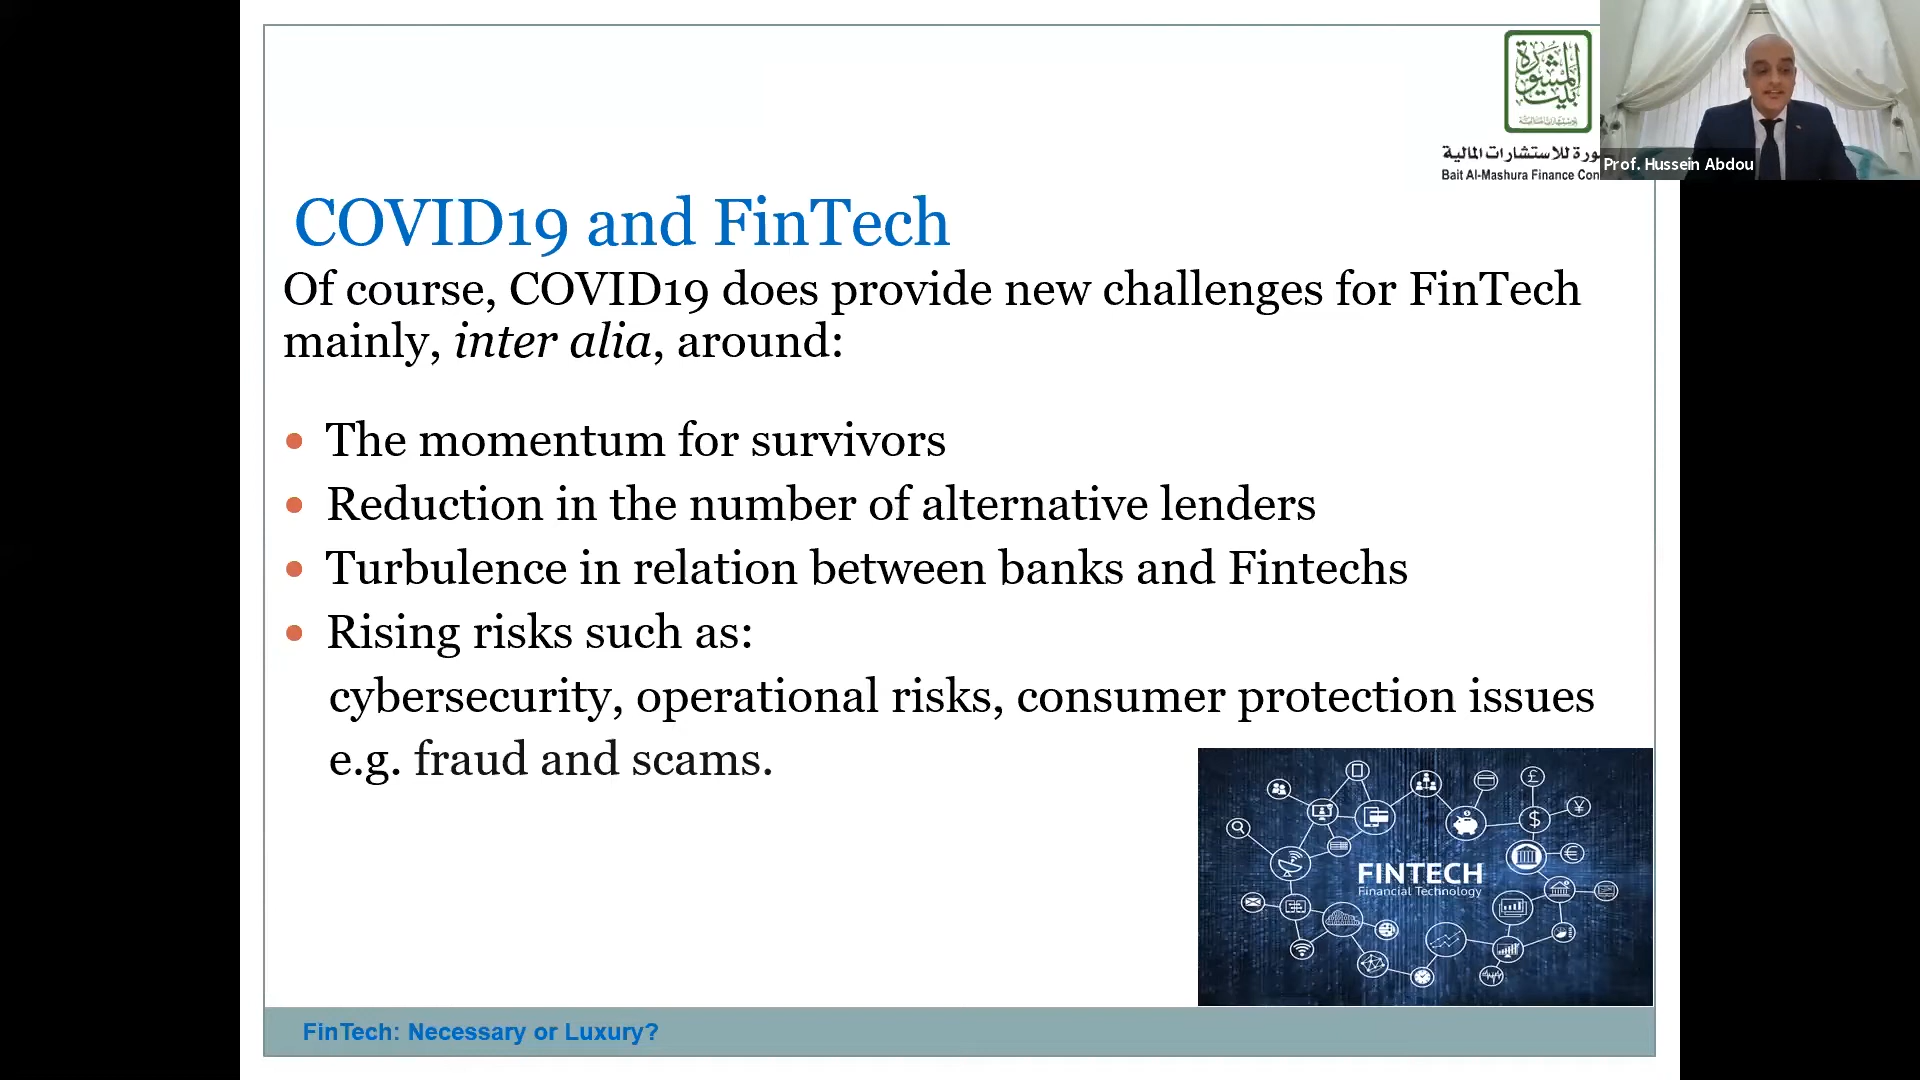 بيت المشورة
ورة للاستشارات المالية
Bait Al-Mashura Finance Con
Prof. Hussein Abdou
COVID19 and FinTech
Of course, COVID19 does provide new challenges for FinTech
mainly, inter alia, around:
• The momentum for survivors
• Reduction in the number of alternative lenders
• Turbulence in relation between banks and Fintechs
• Rising risks such as:
cybersecurity, operational risks, consumer protection issues
e.g. fraud and scams.
FINTECH
Financial Technology
FinTech: Necessary or Luxury?